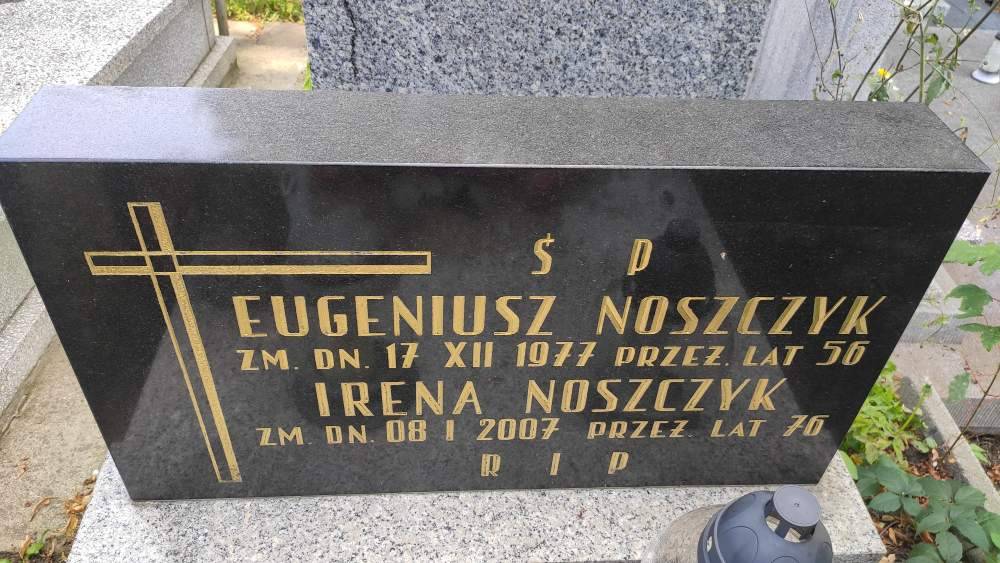 Ś P
EUGENIUSZ NOSZCZYK
ZM. DN. 17 XII 1977 PRZEŻ. LAT 56
IRENA NOSZCZYK
ZM. DN. 08 I 2007 PRZEŻ. LAT 76
R I P